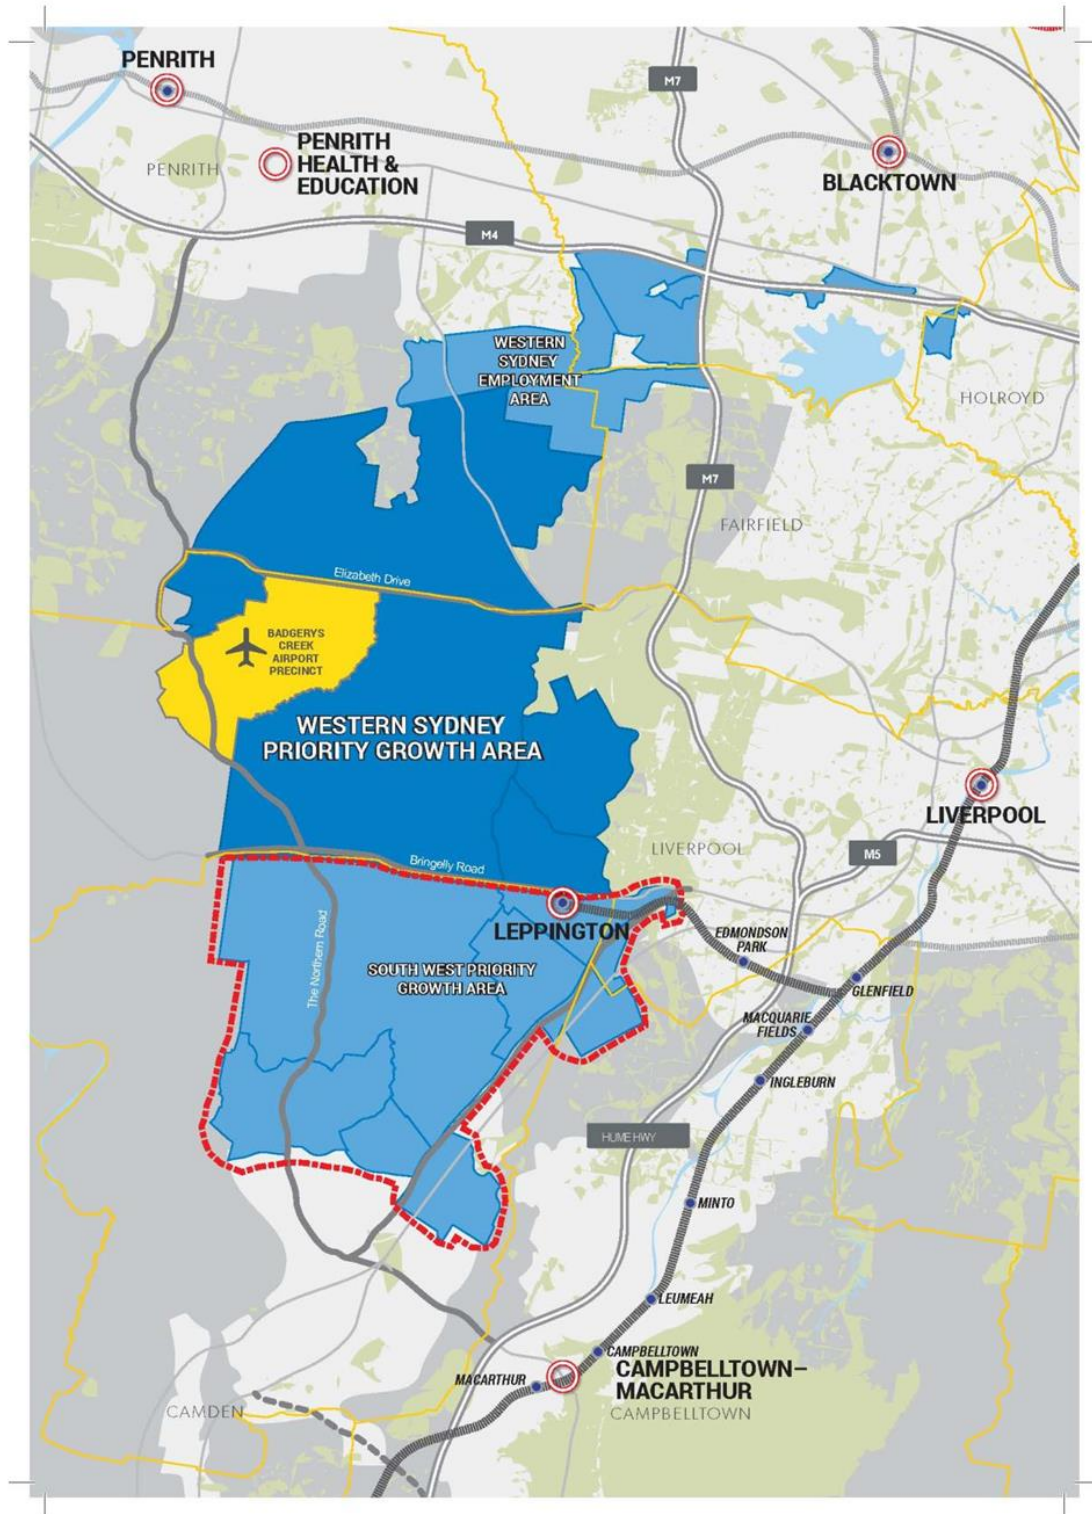 PENRITH
M7
PENRITH
HEALTH &
EDUCATION
PENRITH
BLACKTOWN
M4
WESTERN
SYDNEY
EMPLOYMENT
AREA
HOLROYD
M7
FAIRFIELD
Elizabeth Drive
BADGERYS
CREEK
AIRPORT
PRECINCT
WESTERN SYDNEY
PRIORITY GROWTH AREA
LIVERPOOL
LIVERPOOL
M5
Bringelly Road
LEPPINGTON
EDMONDSON
PARK
The Northern Road
SOUTH WEST PRIORITY
GROWTH AREA
GLENFIELD
MACQUARIE
FIELDS
INGLEBURN
HUME HWY
MINTO
LEUMEAH
CAMPBELLTOWN
MACARTHUR
CAMPBELLTOWN–
MACARTHUR
CAMDEN
CAMPBELLTOWN